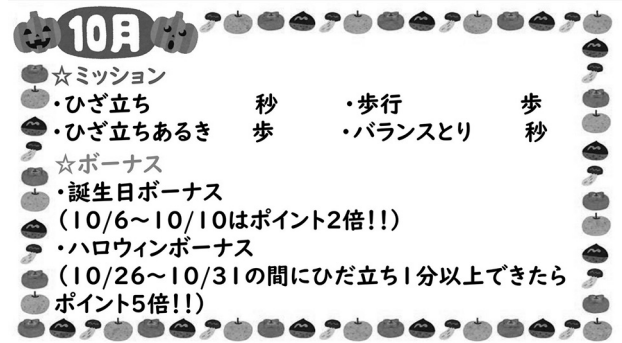 10月
☆ミッション
・ひざ立ち 秒 ・歩行 歩
・ひざ立ちあるき 歩 ・バランスとり 秒
☆ボーナス
・誕生日ボーナス
（10/6～10/10はポイント2倍！！）
・ハロウィンボーナス
（10/26～10/31の間にひだ立ち1分以上できたら
ポイント5倍！！）